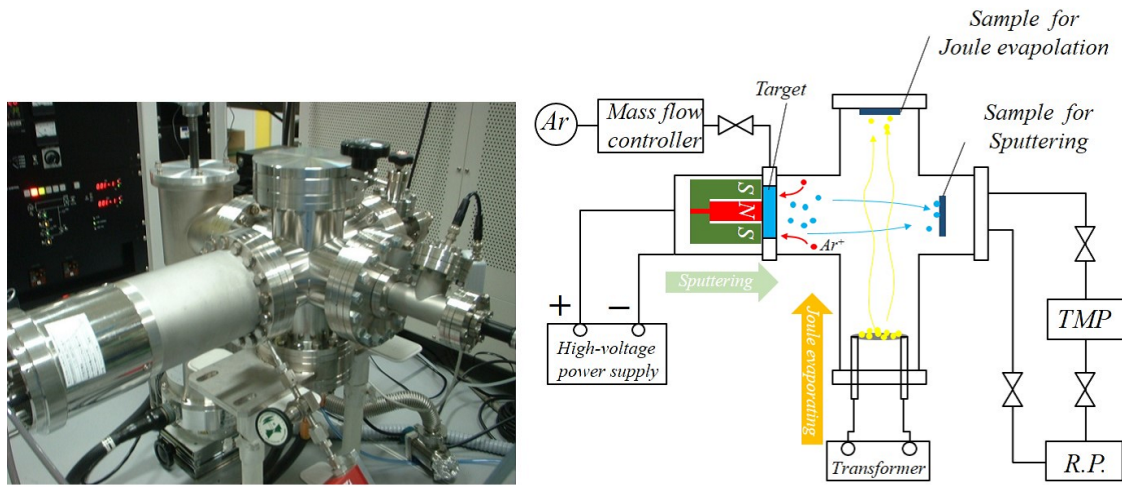 Sample for
Joule evapolation
Target
Ar
Mass flow
controller
Sample for
Sputtering
S
N
S
Ar⁺
Sputtering
+
−
High-voltage
power supply
Joule evaporating
TMP
Transformer
R.P.